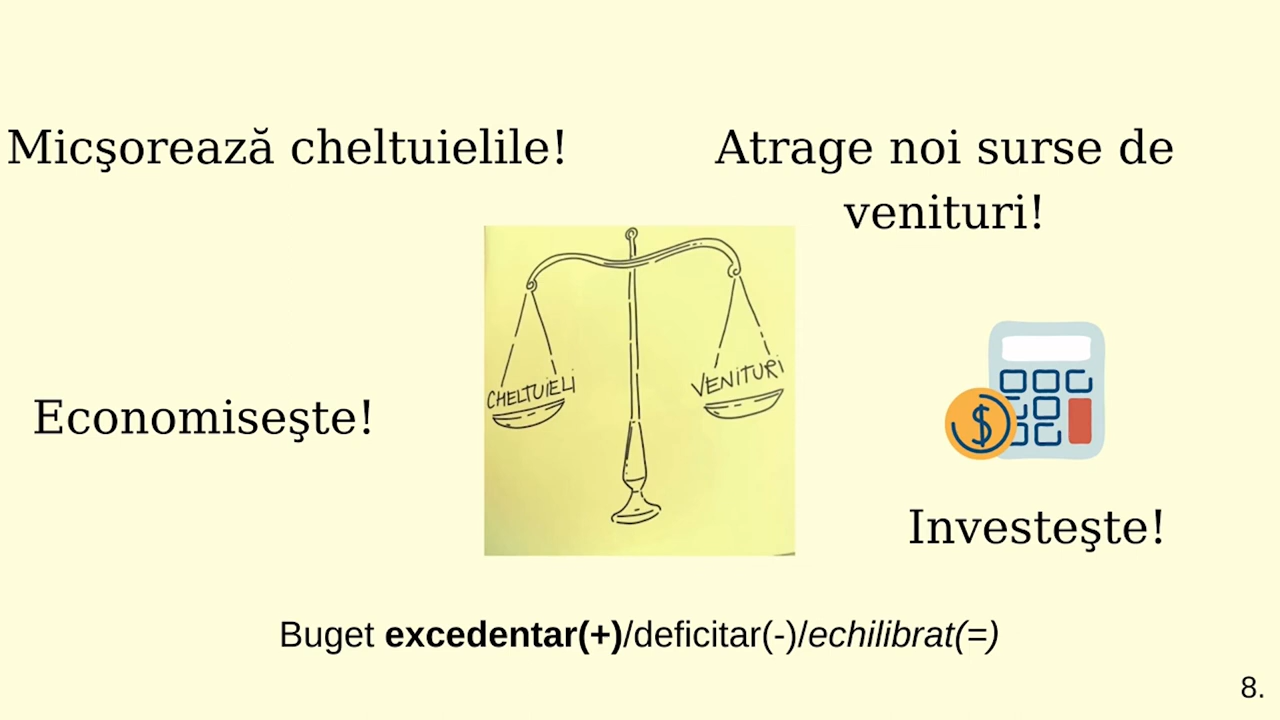 Micşorează cheltuielile!
Atrage noi surse de
venituri!
CHELTUIELI
VENITURI
Economiseşte!
$
Investeşte!
Buget excedentar(+)/deficitar(-)/echilibrat(=)
8.